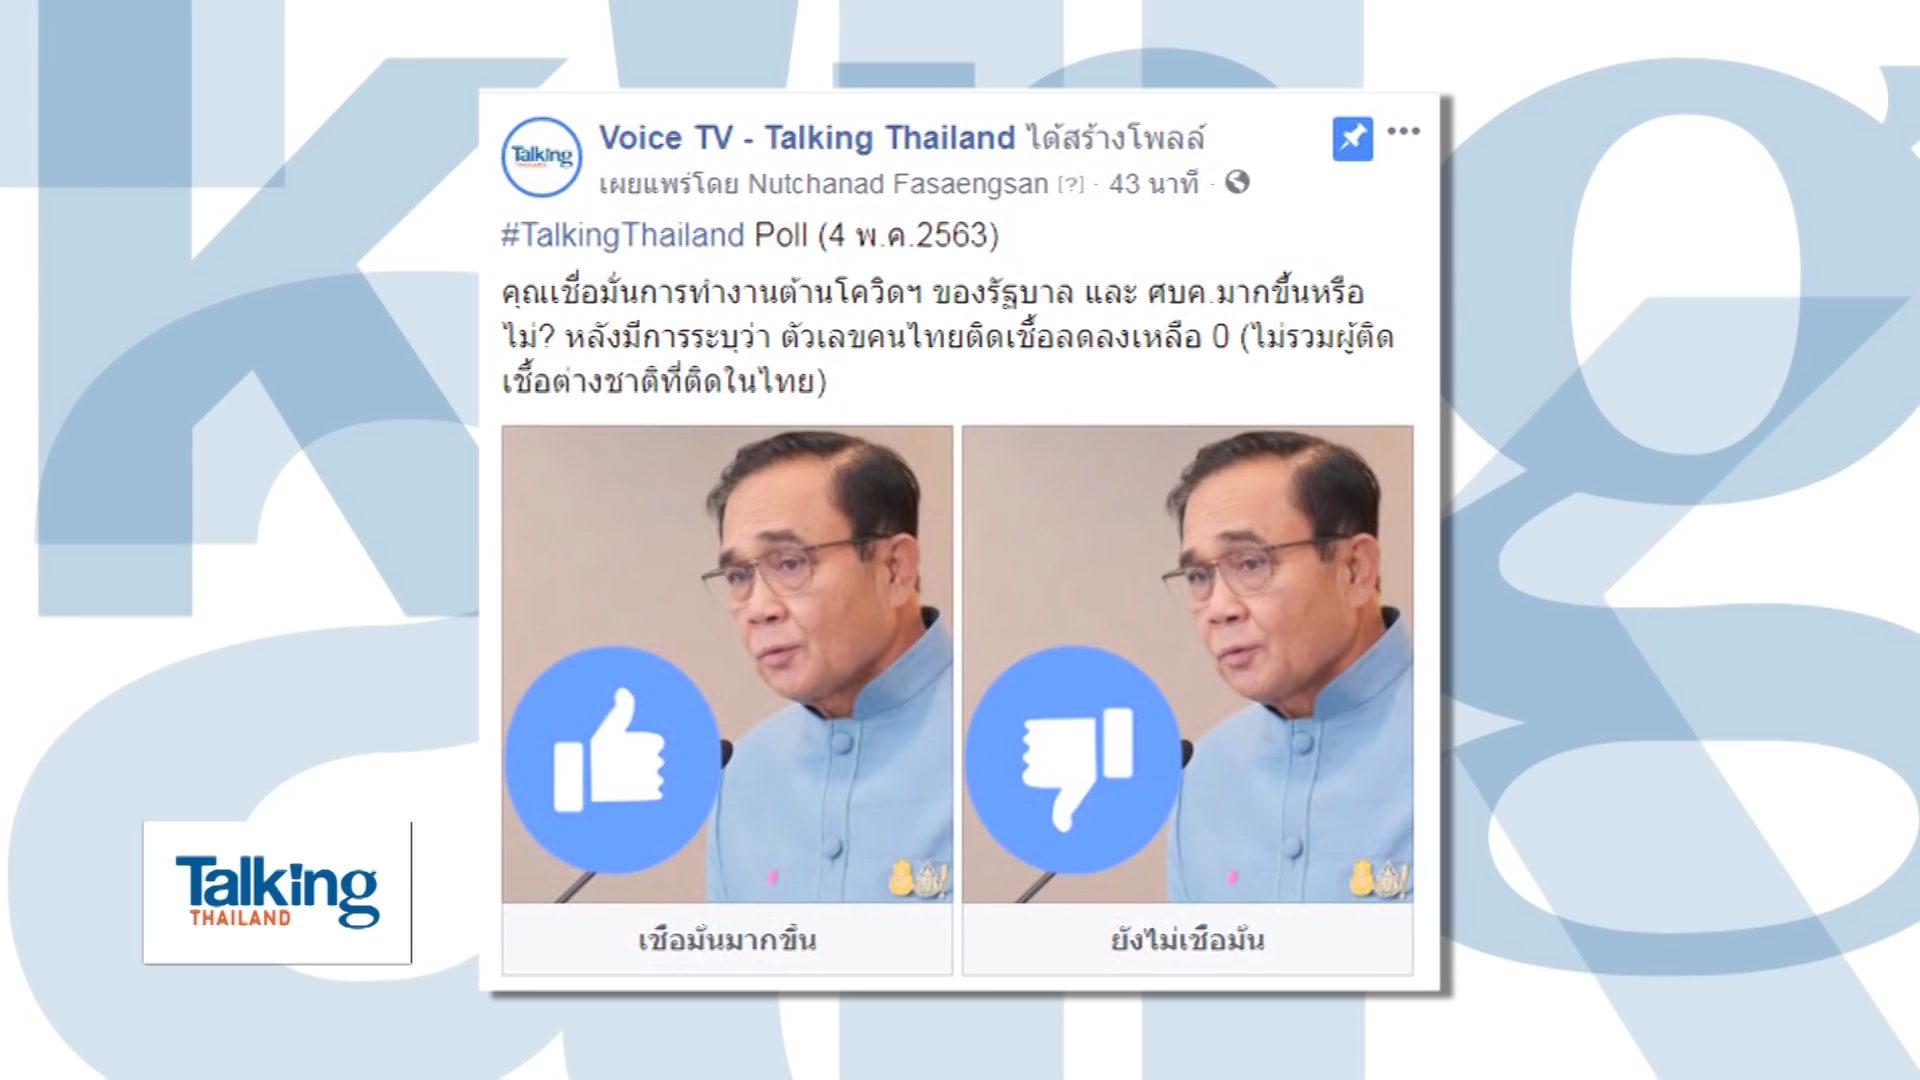 Talking
Voice TV - Talking Thailand ได้สร้างโพลล์
เผยแพร่โดย Nutchanad Fasaengsan [?] · 43 นาที ·
#TalkingThailand Poll (4 พ.ค.2563)
คุณเชื่อมั่นการทำงานต้านโควิดฯ ของรัฐบาล และ ศบค.มากขึ้นหรือ
ไม่? หลังมีการระบุว่า ตัวเลขคนไทยติดเชื้อลดลงเหลือ 0 (ไม่รวมผู้ติด
เชื้อต่างชาติที่ติดในไทย)
เชื่อมั่นมากขึ้น
ยังไม่เชื่อมั่น
Talking
THAILAND